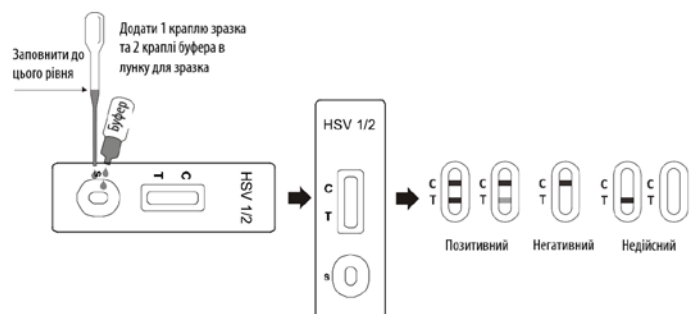 Додати 1 краплю зразка
та 2 краплі буфера в
лунку для зразка
Заповнити до
цього рівня
Буфер
S
T C
HSV 1/2
HSV 1/2
C
T
S
C
T
C
T
C
T
C
T
C
T
Позитивний Негативний Недійсний